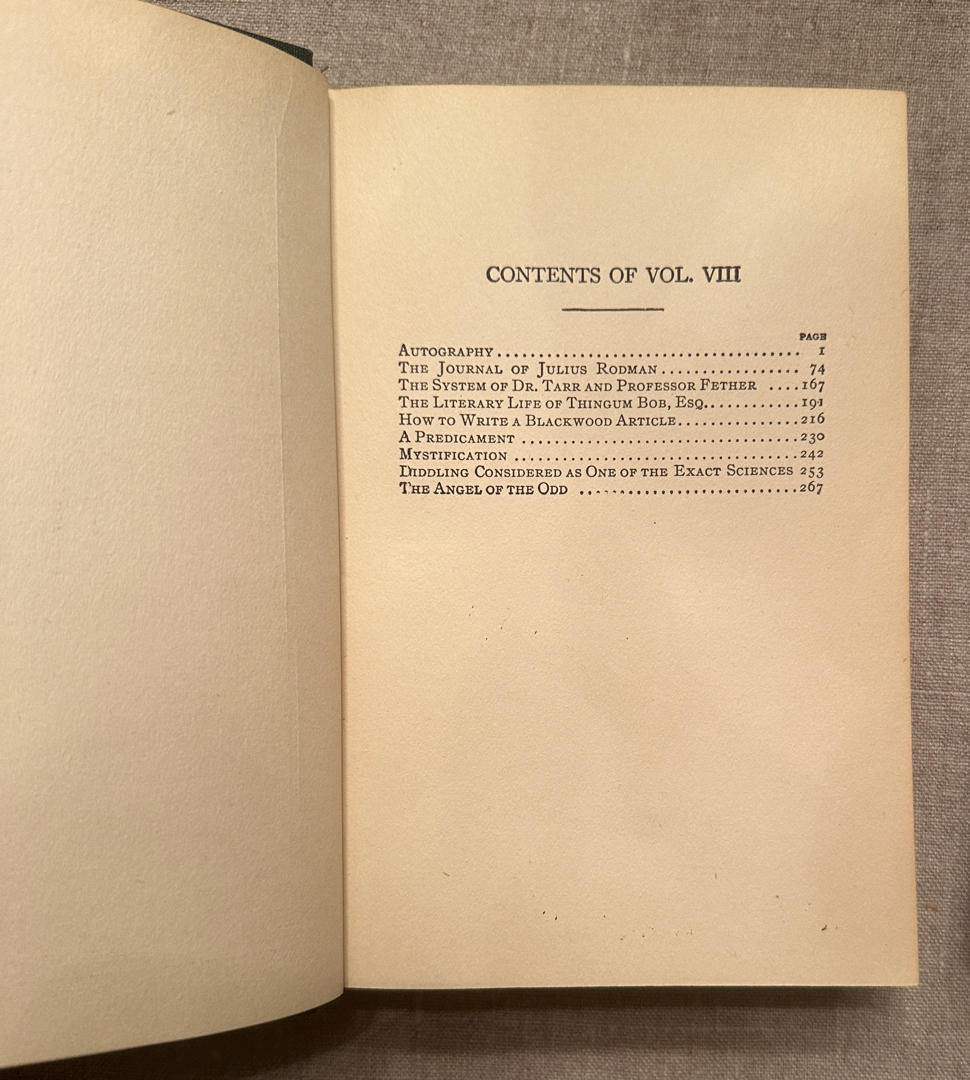 CONTENTS OF VOL. VIII
PAGE
AUTOGRAPHY.................................... 1
THE JOURNAL OF JULIUS RODMAN................. 74
THE SYSTEM OF DR. TARR AND PROFESSOR FETHER ....167
THE LITERARY LIFE OF THINGUM BOB, ESQ............191
HOW TO WRITE A BLACKWOOD ARTICLE...............216
A PREDICAMENT ..................................230
MYSTIFICATION ..................................242
DIDDLING CONSIDERED AS ONE OF THE EXACT SCIENCES 253
THE ANGEL OF THE ODD ...........................267